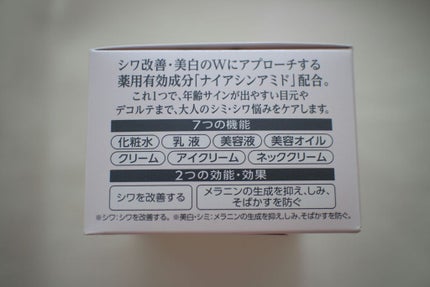 シワ改善・美白のWにアプローチする
薬用有効成分「ナイアシンアミド」配合。
これ1つで、年齢サインが出やすい目元や
デコルテまで、大人のシミ・シワ悩みをケアします。
7つの機能
化粧水 乳液 美容液 美容オイル
クリーム アイクリーム ネッククリーム
2つの効能・効果
シワを改善する メラニンの生成を抑え、しみ、
そばかすを防ぐ
※シワ:シワを改善する。※美白・シミ:メラニンの生成を抑え、しみ、そばかすを防ぐ。